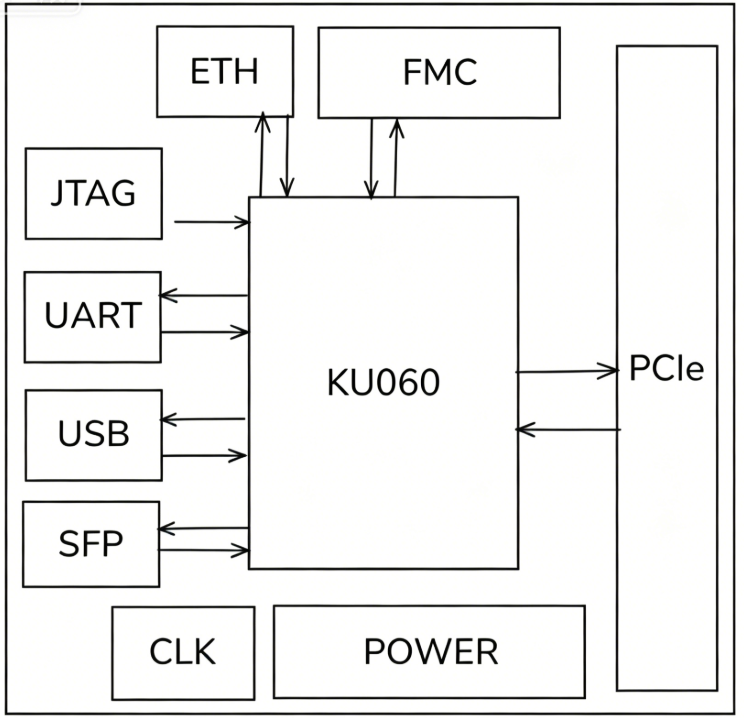 ETH
FMC
JTAG
UART
KU060
PCIe
USB
SFP
CLK
POWER